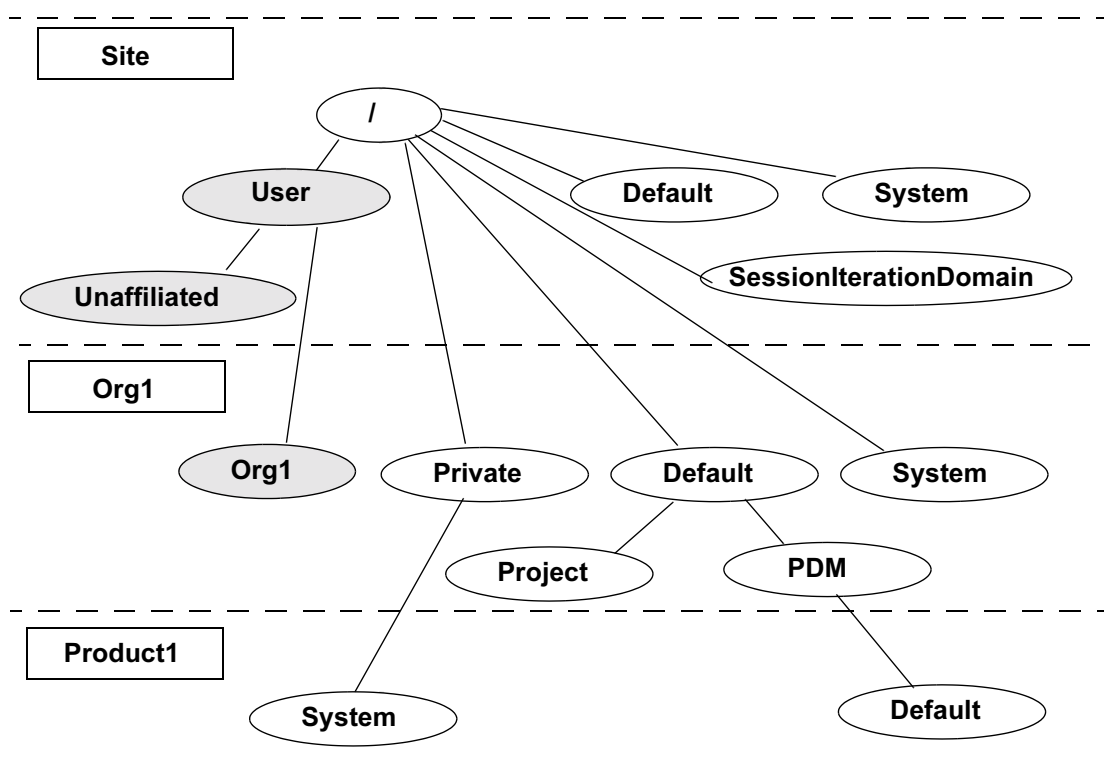 Site
/
User
Default
System
Unaffiliated
SessionIterationDomain
Org1
Org1
Private
Default
System
Project
PDM
Product1
System
Default